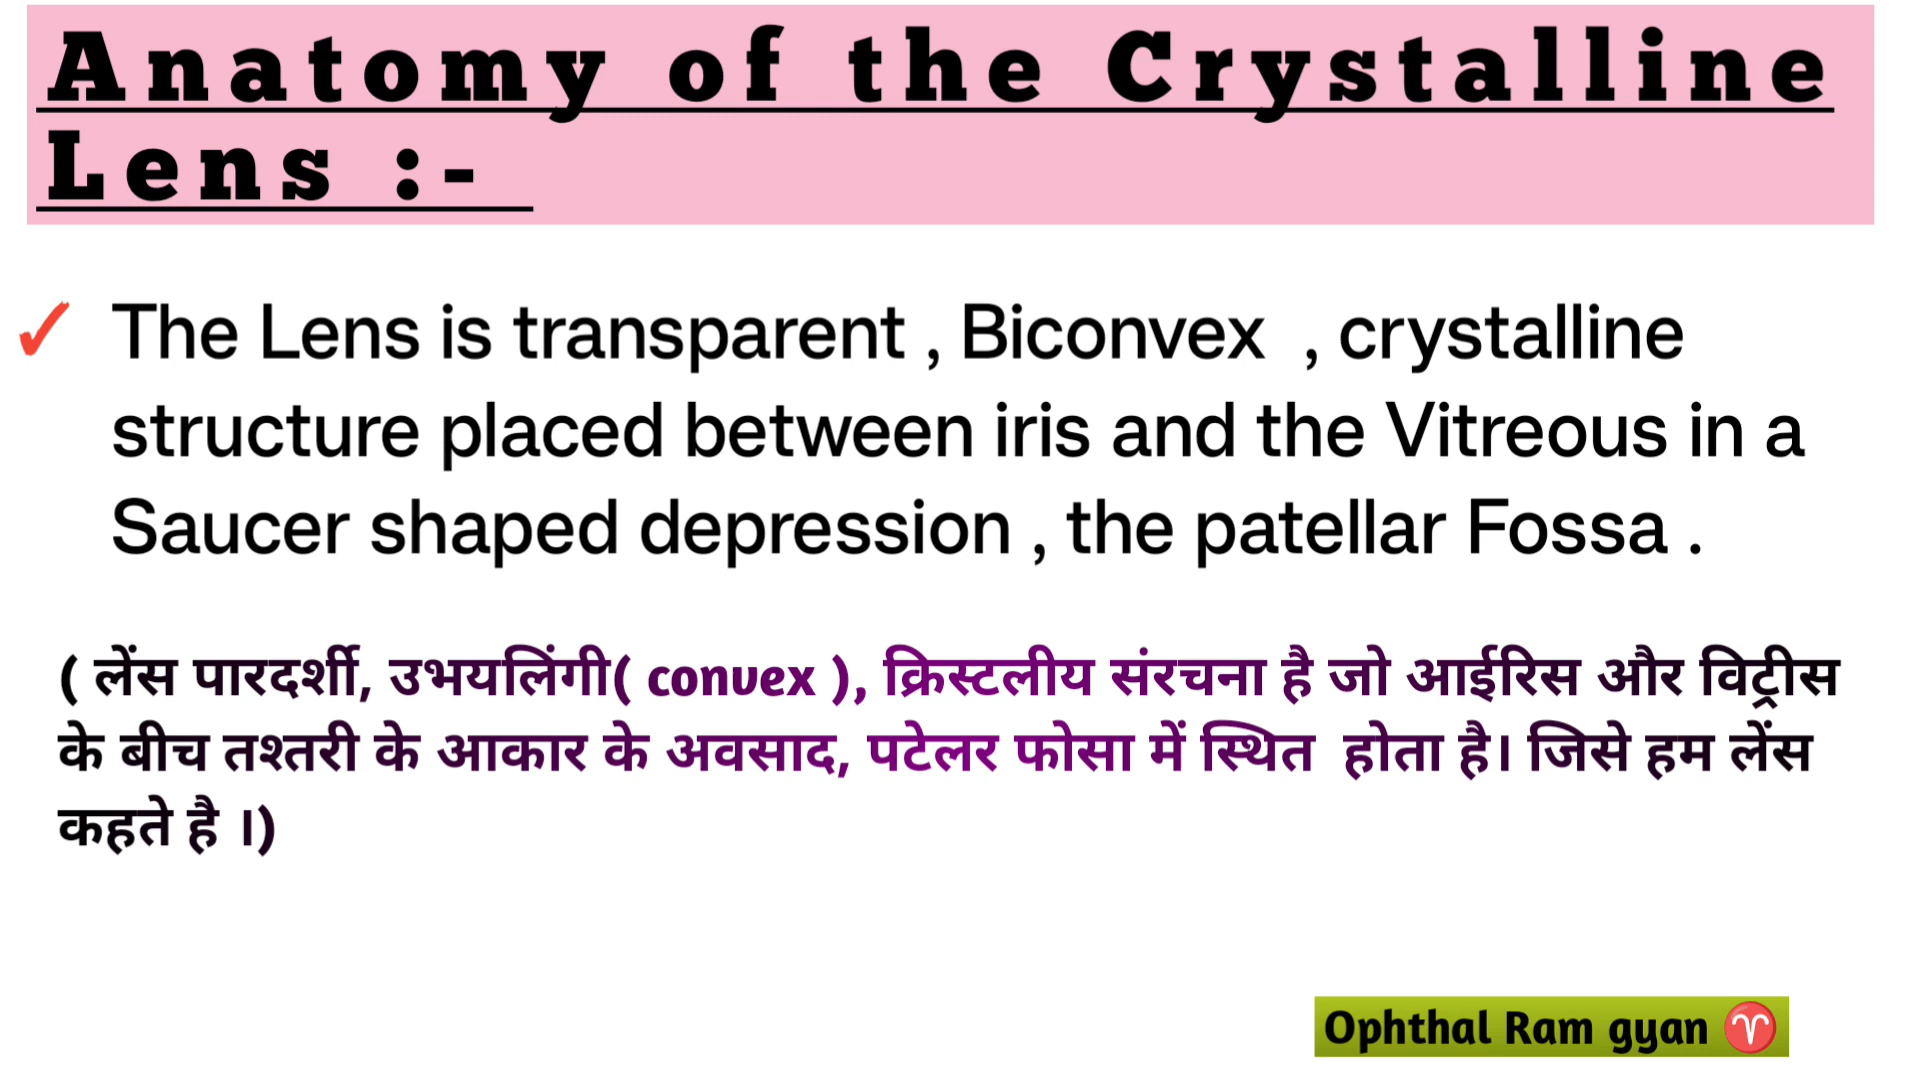 Anatomy of the Crystalline
Lens :-
✓ The Lens is transparent , Biconvex , crystalline
structure placed between iris and the Vitreous in a
Saucer shaped depression , the patellar Fossa .
( लेंस पारदर्शी, उभयलिंगी( convex ), क्रिस्टलीय संरचना है जो आईरिस और विट्रीस
के बीच तश्तरी के आकार के अवसाद, पटेलर फोसा में स्थित होता है। जिसे हम लेंस
कहते है ।)
Ophthal Ram gyan ♈